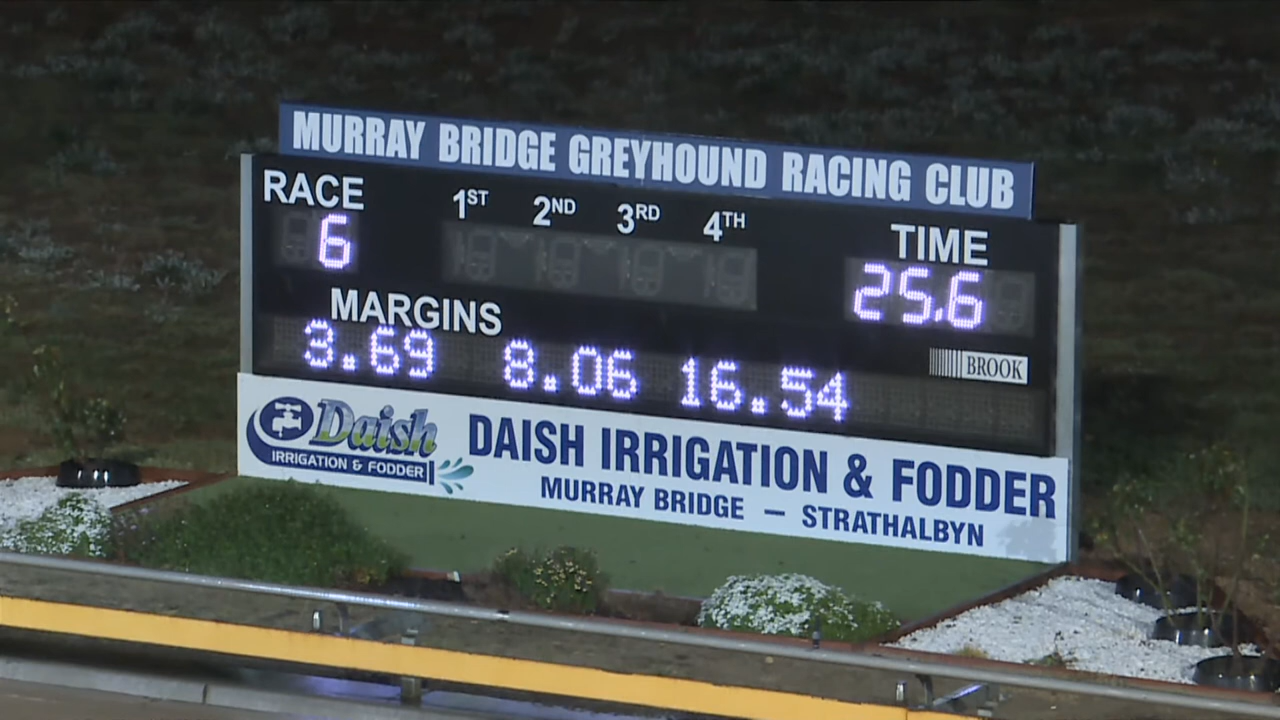 MURRAY BRIDGE GREYHOUND RACING CLUB
RACE 1ST 2ND 3RD 4TH TIME
6 25.6
MARGINS
3.69 8.06 16.54
BROOK
Daish
IRRIGATION & FODDER
DAISH IRRIGATION & FODDER
MURRAY BRIDGE – STRATHALBYN